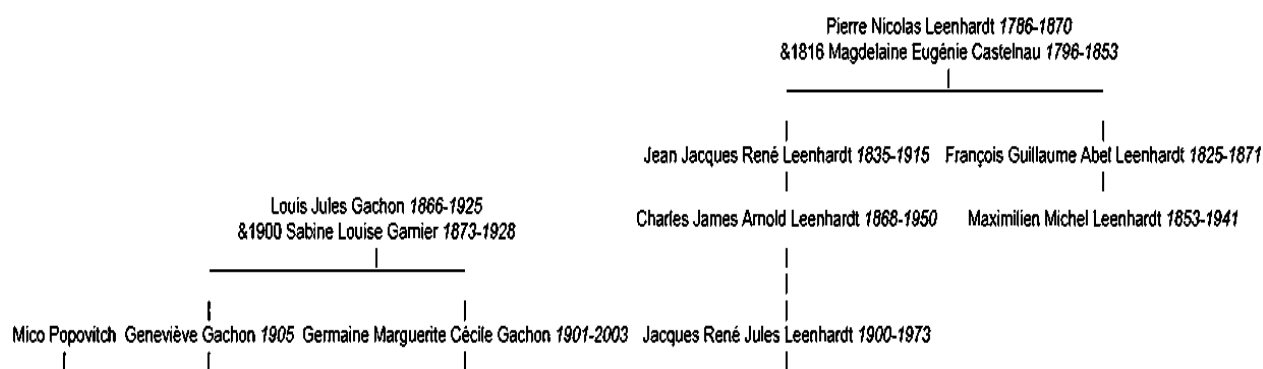 Pierre Nicolas Leenhardt 1786-1870
&1816 Magdelaine Eugénie Castelnau 1796-1853
Jean Jacques René Leenhardt 1835-1915 François Guillaume Abel Leenhardt 1825-1871
Louis Jules Gachon 1866-1925
&1900 Sabine Louise Garnier 1873-1928
Charles James Arnold Leenhardt 1868-1950 Maximilien Michel Leenhardt 1853-1941
Mico Popovitch Geneviève Gachon 1905 Germaine Marguerite Cécile Gachon 1901-2003 Jacques René Jules Leenhardt 1900-1973